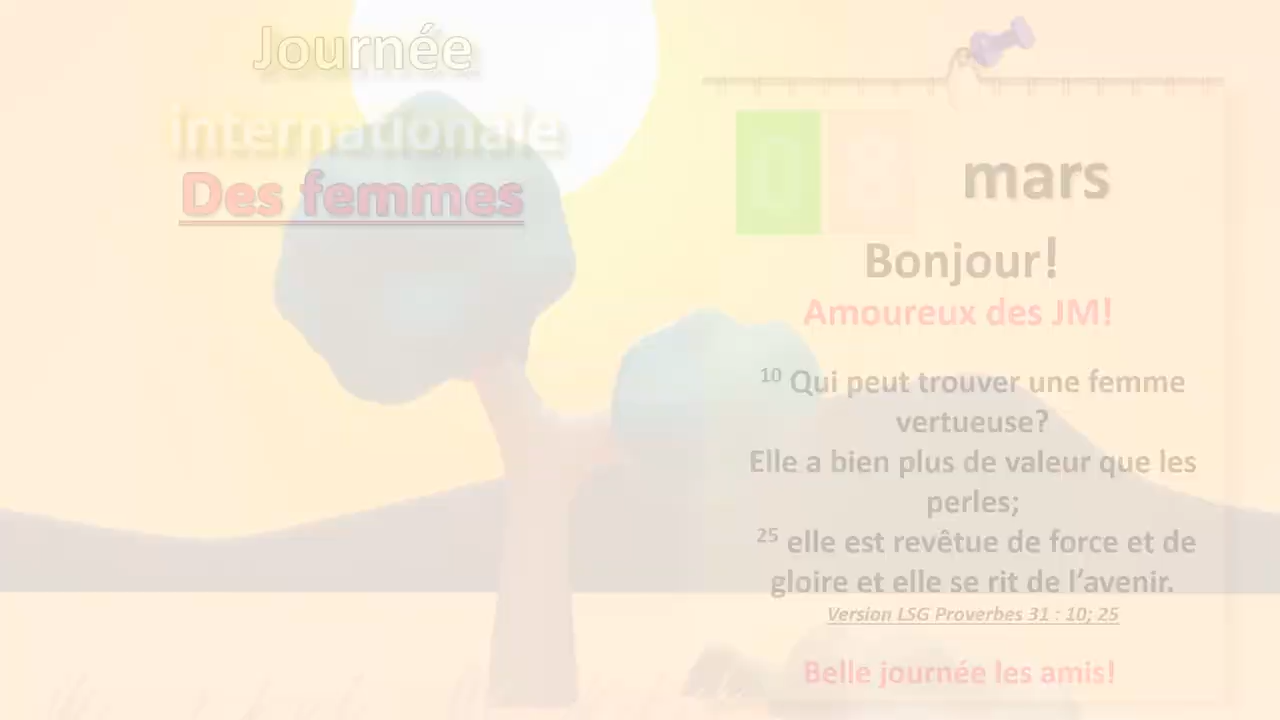 Journée
internationale
Des femmes
08 mars
Bonjour!
Amoureux des JM!
10 Qui peut trouver une femme
vertueuse?
Elle a bien plus de valeur que les
perles;
25 elle est revêtue de force et de
gloire et elle se rit de l’avenir.
Version LSG Proverbes 31 : 10; 25
Belle journée les amis!